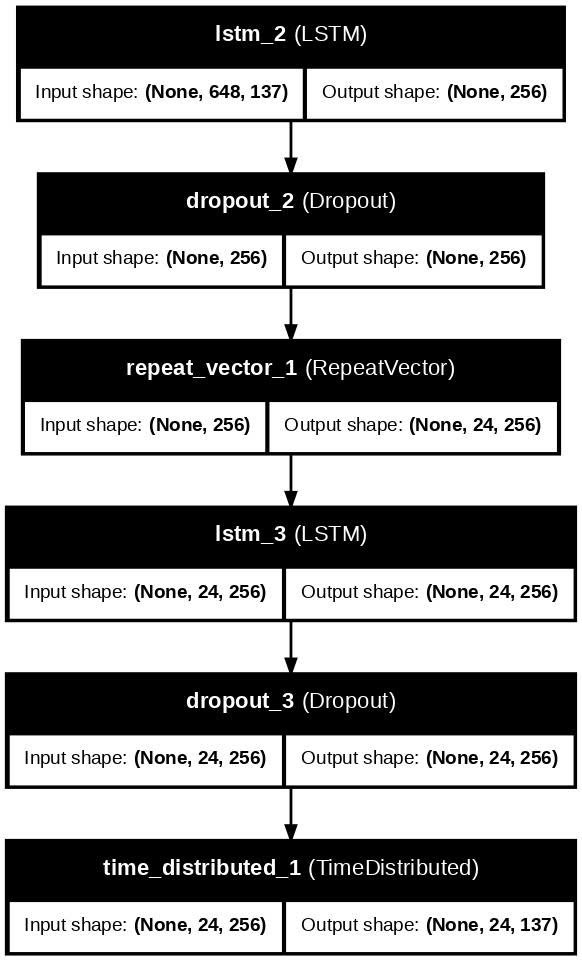 lstm_2 (LSTM)
Input shape: (None, 648, 137) Output shape: (None, 256)
dropout_2 (Dropout)
Input shape: (None, 256) Output shape: (None, 256)
repeat_vector_1 (RepeatVector)
Input shape: (None, 256) Output shape: (None, 24, 256)
lstm_3 (LSTM)
Input shape: (None, 24, 256) Output shape: (None, 24, 256)
dropout_3 (Dropout)
Input shape: (None, 24, 256) Output shape: (None, 24, 256)
time_distributed_1 (TimeDistributed)
Input shape: (None, 24, 256) Output shape: (None, 24, 137)